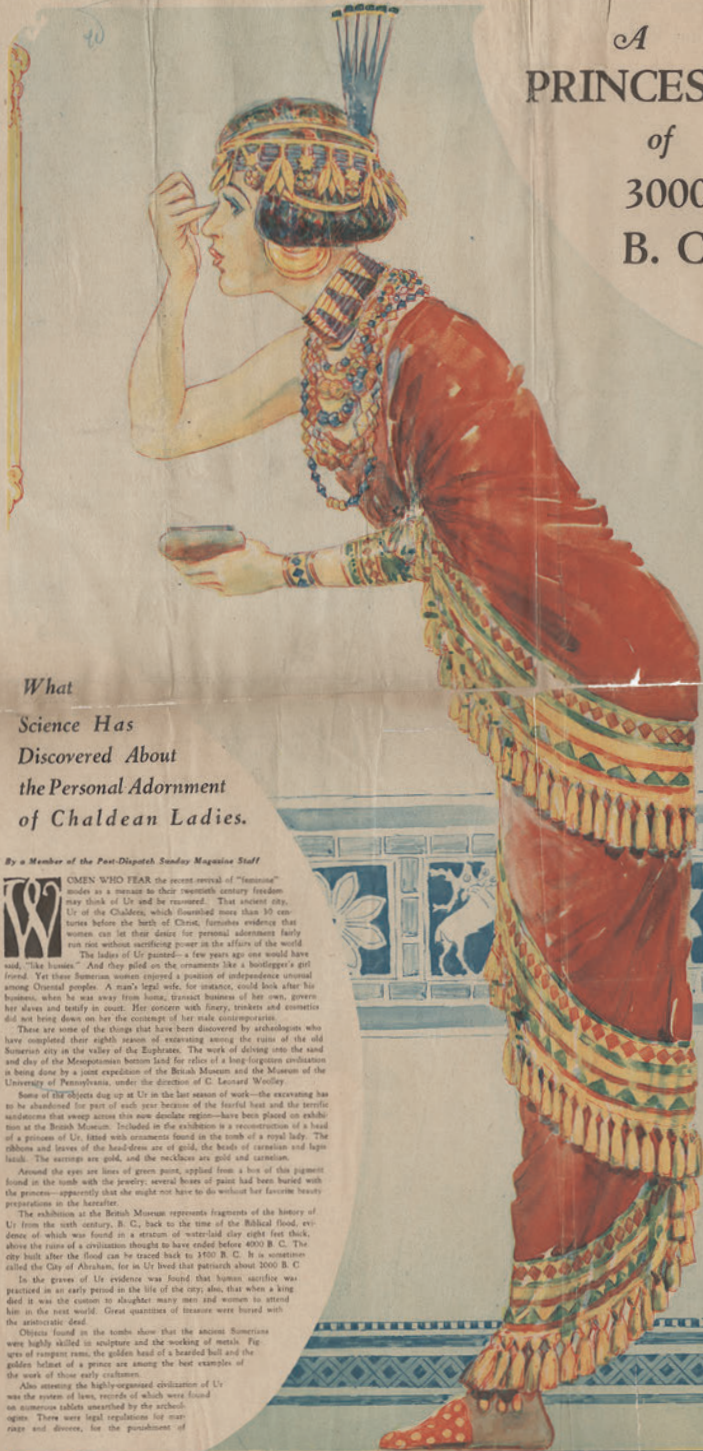 A
PRINCES
of
3000
B. C
What
Science Has
Discovered About
the Personal Adornment
of Chaldean Ladies.
By a Member of the Post-Dispatch Sunday Magazine Staff
WOMEN WHO FEAR the recent revival of "feminine"
modes as a menace to their twentieth century freedom
may think of Ur and be reassured. That ancient city,
Ur of the Chaldees, which flourished more than 30 cen-
turies before the birth of Christ, furnishes evidence that
women can let their desire for personal adornment fairly
run riot without sacrificing power in the affairs of the world.
The ladies of Ur painted—a few years ago one would have
said, "like hussies." And they piled on the ornaments like a bootlegger's girl
friend. Yet these Sumerian women enjoyed a position of independence unusual
among Oriental peoples. A man's legal wife, for instance, could look after his
business, when he was away from home, transact business of her own, govern
her slaves and testify in court. Her concern with finery, trinkets and cosmetics
did not bring down on her the contempt of her male contemporaries.
These are some of the things that have been discovered by archeologists who
have completed their eighth season of excavating among the ruins of the old
Sumerian city in the valley of the Euphrates. The work of delving into the sand
and clay of the Mesopotamian bottom land for relics of a long-forgotten civilization
is being done by a joint expedition of the British Museum and the Museum of the
University of Pennsylvania, under the direction of C. Leonard Woolley.
Some of the objects dug up at Ur in the last season of work—the excavating has
to be abandoned for part of each year because of the fearful heat and the terrific
sandstorms that sweep across this now desolate region—have been placed on exhibi-
tion at the British Museum. Included in the exhibition is a reconstruction of a head
of a princess of Ur, fitted with ornaments found in the tomb of a royal lady. The
ribbons and leaves of the head-dress are of gold, the beads of carnelian and lapis
lazuli. The earrings are gold, and the necklaces are gold and carnelian.
Around the eyes are lines of green paint, applied from a box of this pigment
found in the tomb with the jewelry; several boxes of paint had been buried with
the princess—apparently that she might not have to do without her favorite beauty
preparations in the hereafter.
The exhibition at the British Museum represents fragments of the history of
Ur from the sixth century, B. C., back to the time of the Biblical flood, evi-
dence of which was found in a stratum of water-laid clay eight feet thick,
above the ruins of a civilization thought to have ended before 4000 B. C. The
city built after the flood can be traced back to 3500 B. C. It is sometimes
called the City of Abraham, for in Ur lived that patriarch about 2000 B. C.
In the graves of Ur evidence was found that human sacrifice was
practiced in an early period in the life of the city; also, that when a king
died it was the custom to slaughter many men and women to attend
him in the next world. Great quantities of treasure were buried with
the aristocratic dead.
Objects found in the tombs show that the ancient Sumerians
were highly skilled in sculpture and the working of metals. Fig-
ures of rampant rams, the golden head of a bearded bull and the
golden helmet of a prince are among the best examples of
the work of those early craftsmen.
Also attesting the highly-organized civilization of Ur
was the system of laws, records of which were found
on numerous tablets unearthed by the archeol-
ogists. There were legal regulations for mar-
riage and divorce, for the punishment of